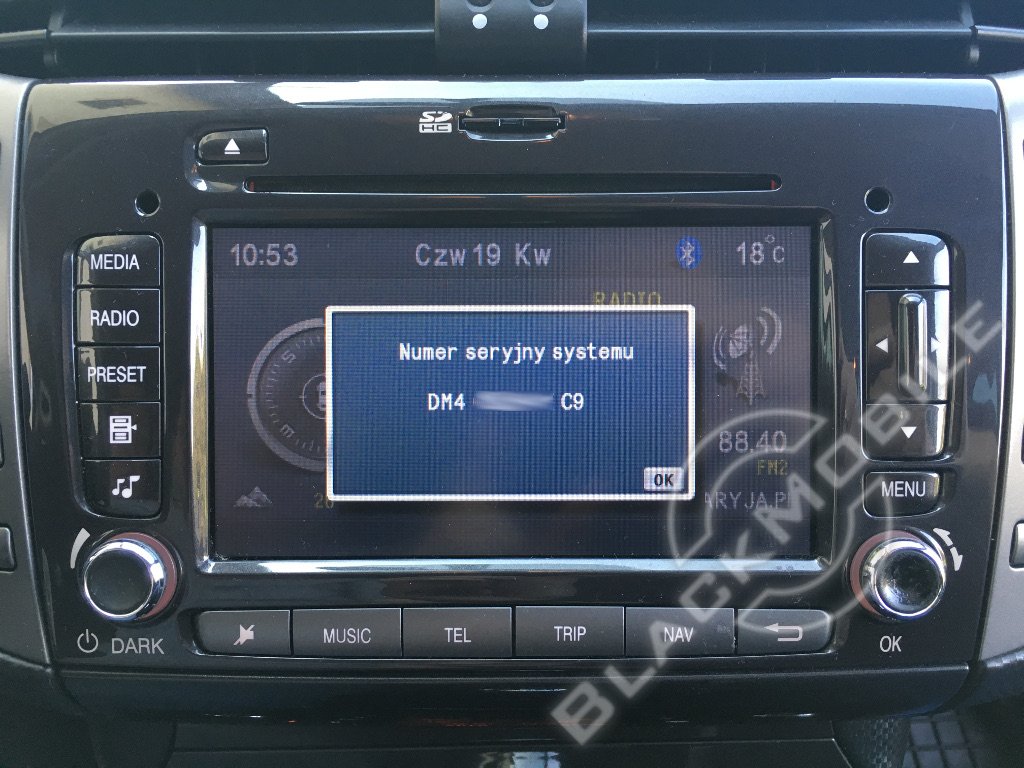 SD
HC
MEDIA
RADIO
PRESET
10:53 Czw 19 Kw 18°C
RADIO
Numer seryjny systemu
DM4 C9
OK
S
88.40
FM2
ARYJA.P
MENU
DARK
MUSIC
TEL
TRIP
NAV
OK
BLACKMOBILE